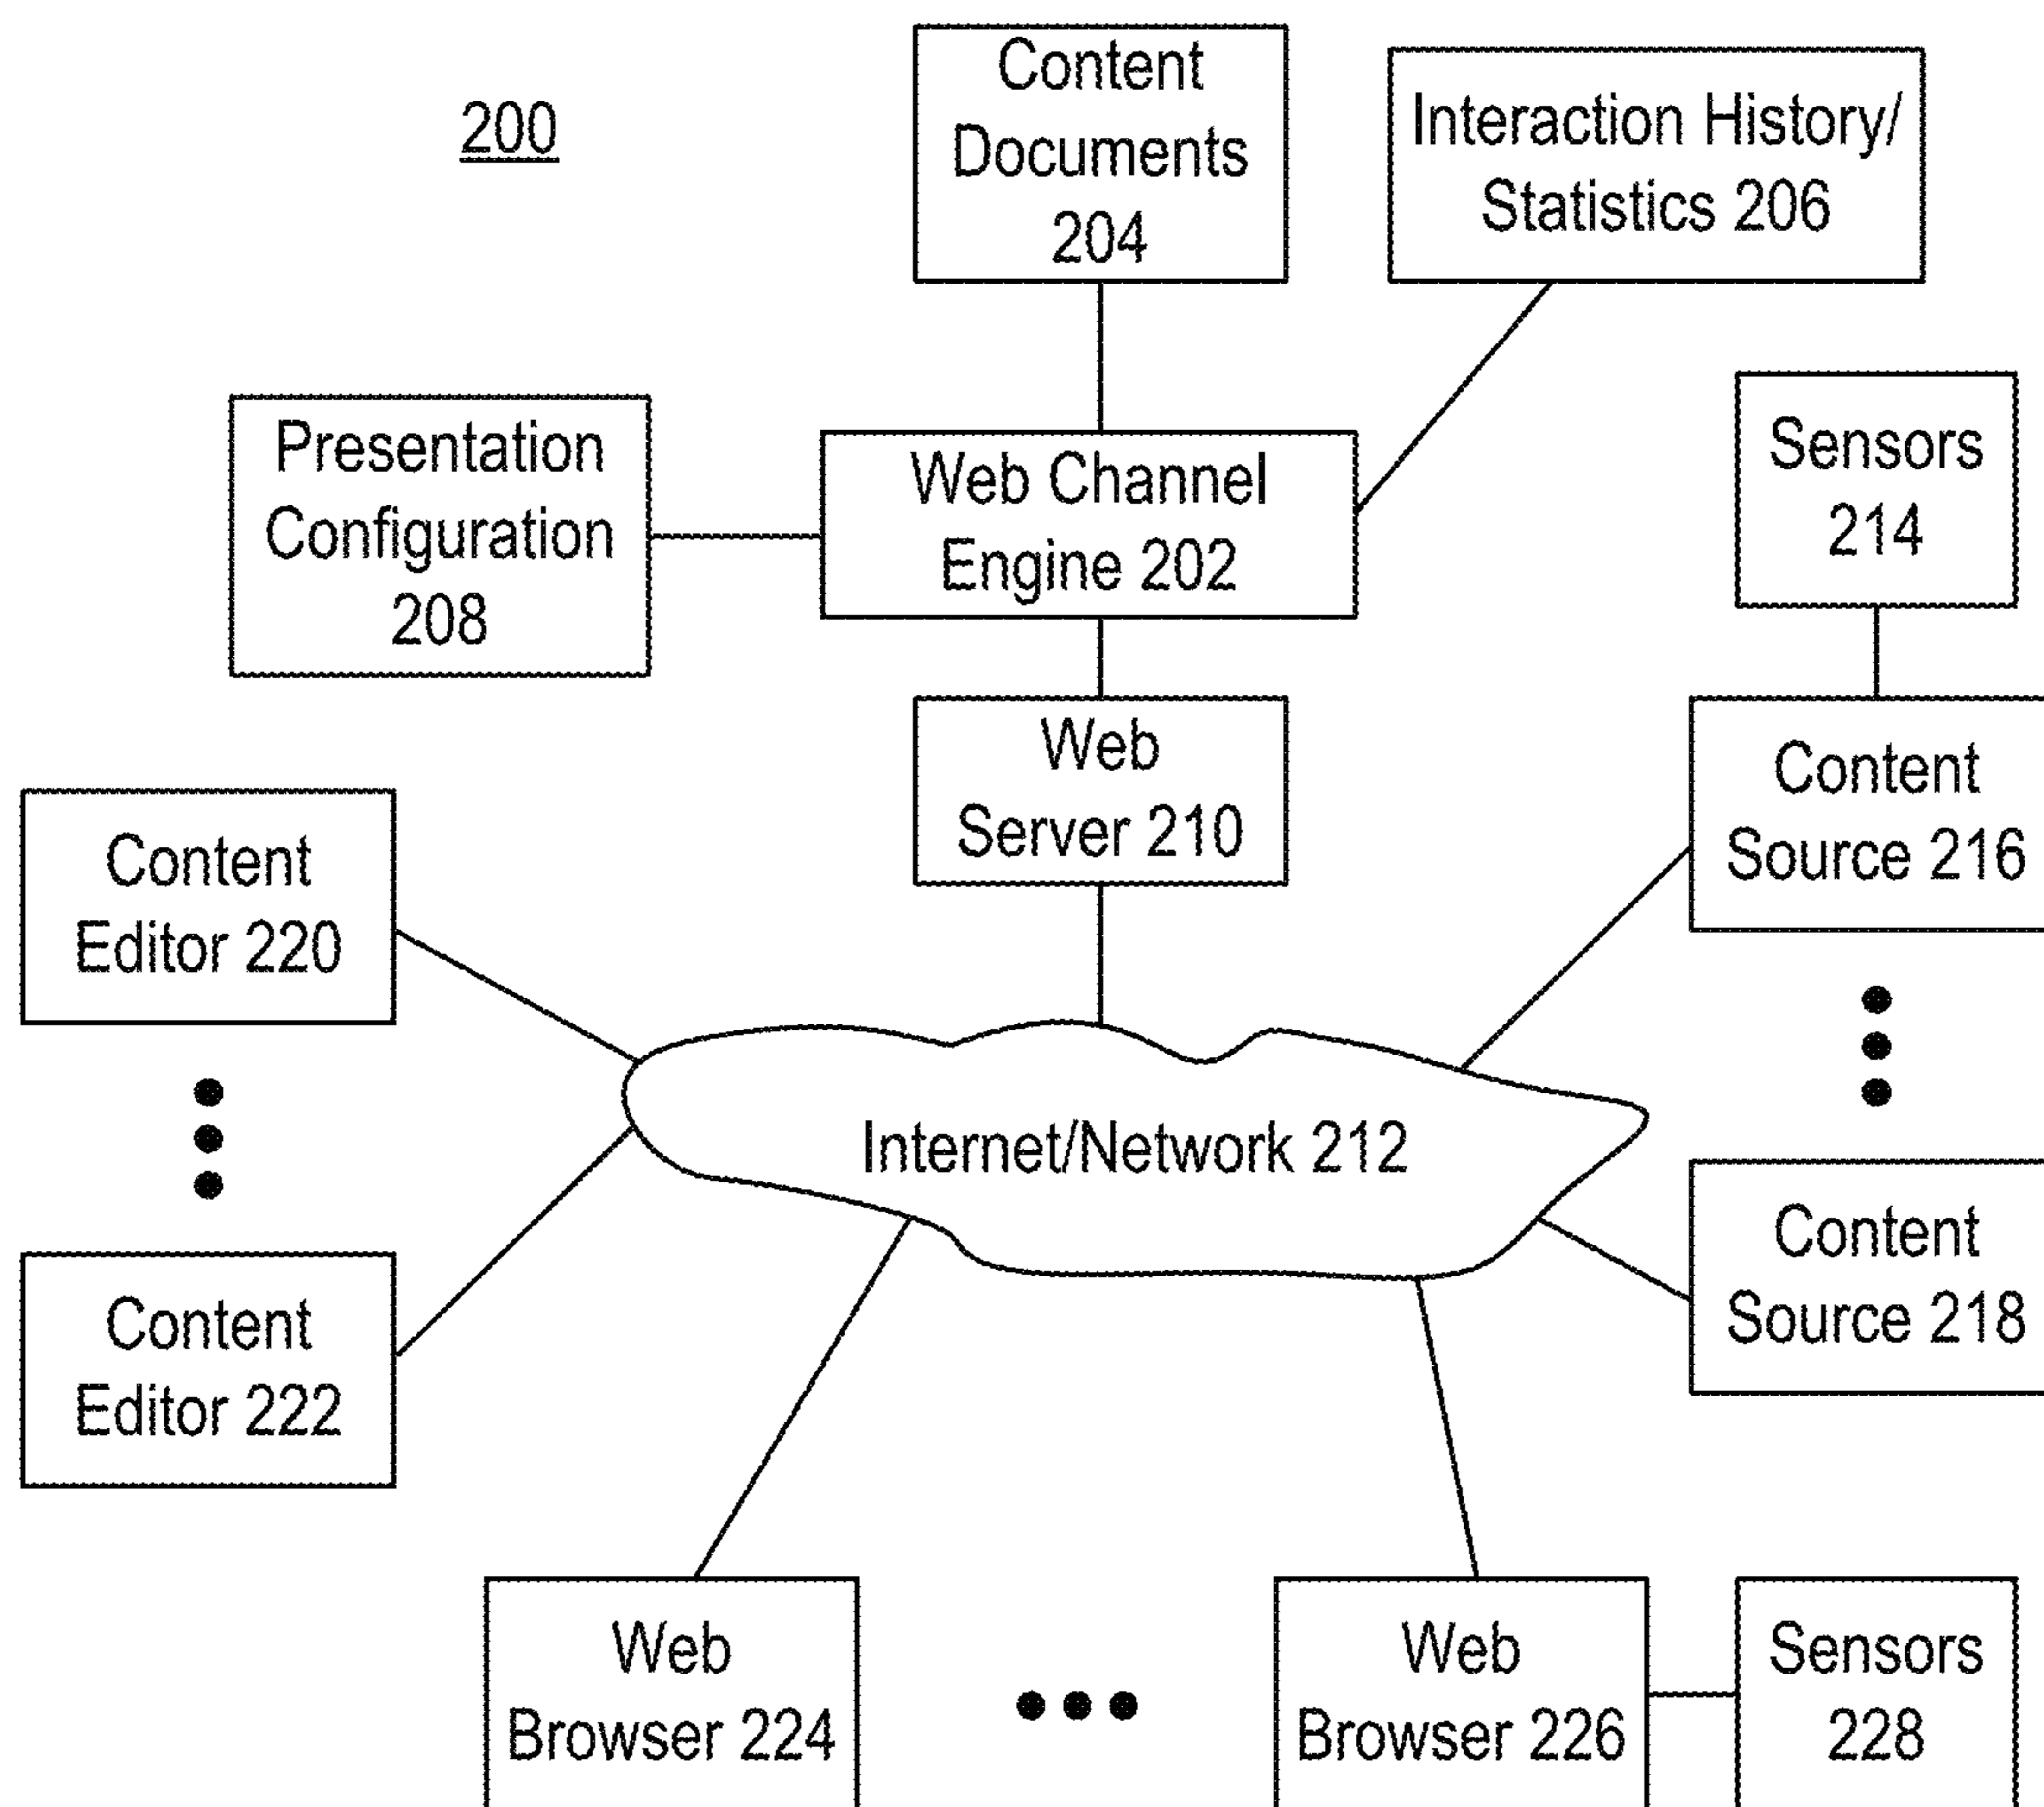 200
Content
Documents
204
Interaction History/
Statistics 206
Presentation
Configuration
208
Web Channel
Engine 202
Sensors
214
Web
Server 210
Content
Source 216
Content
Editor 220
Internet/Network 212
Content
Source 218
Content
Editor 222
Web
Browser 224
Web
Browser 226
Sensors
228